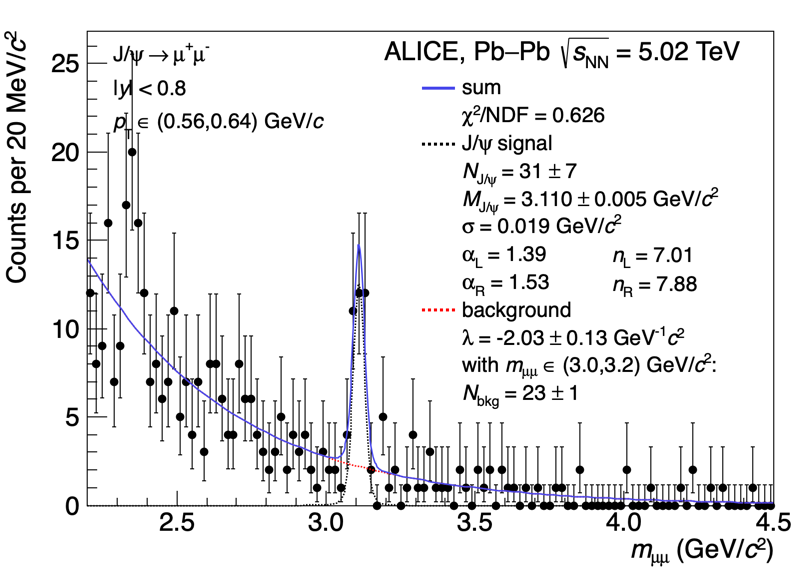 ALICE, Pb–Pb √sNN = 5.02 TeV
J/ψ → μ⁺μ⁻
|y| < 0.8
pT ∈ (0.56,0.64) GeV/c
sum
χ²/NDF = 0.626
J/ψ signal
NJ/ψ = 31 ± 7
MJ/ψ = 3.110 ± 0.005 GeV/c²
σ = 0.019 GeV/c²
αL = 1.39 nL = 7.01
αR = 1.53 nR = 7.88
background
λ = -2.03 ± 0.13 GeV⁻¹c²
with mμμ ∈ (3.0,3.2) GeV/c²:
Nbkg = 23 ± 1
Counts per 20 MeV/c²
25
20
15
10
5
0
2.5 3.0 3.5 4.0 4.5
mμμ (GeV/c²)